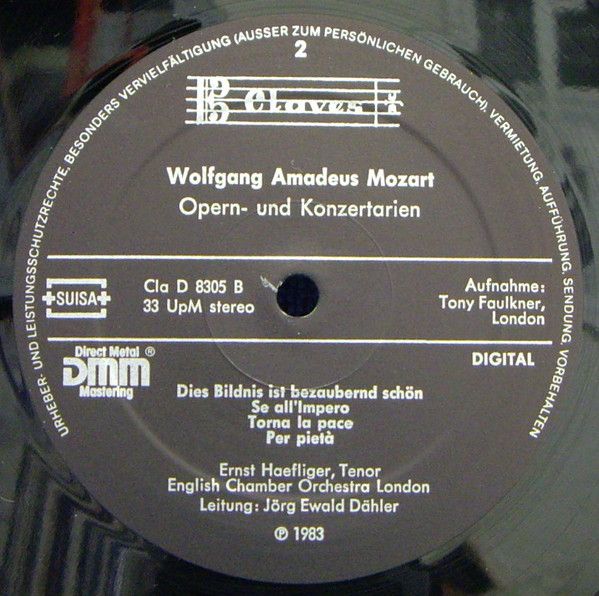 URHEBER- UND LEISTUNGSSCHUTZRECHTE, BESONDERS VERVIELFÄLTIGUNG (AUSSER ZUM PERSÖNLICHEN GEBRAUCH), VERMIETUNG, AUFFÜHRUNG, SENDUNG, VORBEHALTEN
2
Claves
Wolfgang Amadeus Mozart
Opern- und Konzertarien
SUISA
Cla D 8305 B
33 UpM stereo
Aufnahme:
Tony Faulkner,
London
Direct Metal ®
DMM
Mastering
DIGITAL
Dies Bildnis ist bezaubernd schön
Se all'Impero
Torna la pace
Per pietà
Ernst Haefliger, Tenor
English Chamber Orchestra London
Leitung: Jörg Ewald Dähler
℗ 1983